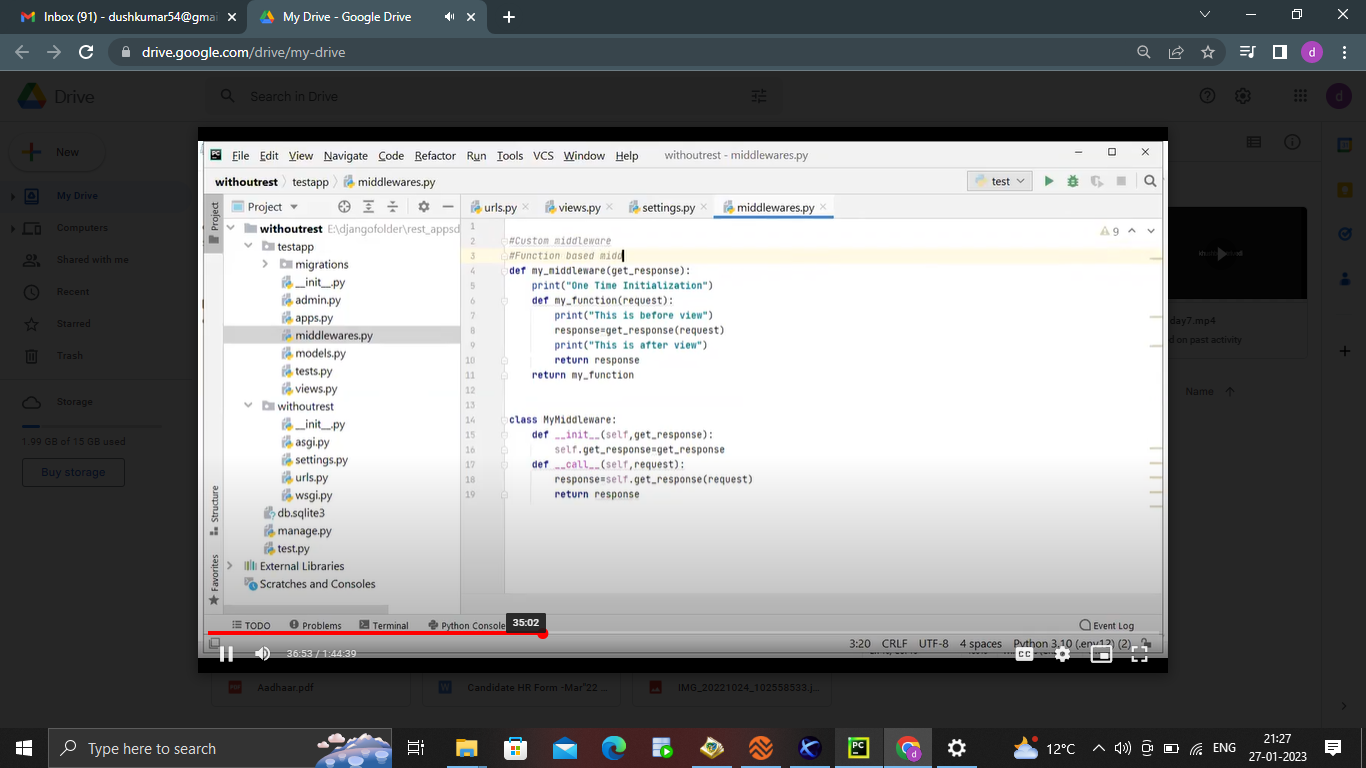 Inbox (91) - dushkumar54@gmai
My Drive - Google Drive
drive.google.com/drive/my-drive
d
Drive
Search in Drive
d
New
My Drive
Computers
Shared with me
Recent
Starred
Trash
Storage
1.99 GB of 15 GB used
Buy storage
day7.mp4
d on past activity
Name
Aadhaar.pdf
Candidate HR Form -Mar'22 ...
IMG_20221024_102558533.j...
PC
File Edit View Navigate Code Refactor Run Tools VCS Window Help
withoutrest - middlewares.py
withoutrest testapp middlewares.py
test
Project
Project
urls.py
views.py
settings.py
middlewares.py
withoutrest E:\djangofolder\rest_appsd
testapp
migrations
__init__.py
admin.py
apps.py
middlewares.py
models.py
tests.py
views.py
withoutrest
__init__.py
asgi.py
settings.py
urls.py
wsgi.py
db.sqlite3
manage.py
test.py
External Libraries
Scratches and Consoles
Structure
Favorites
9
1
2 #Custom middleware
3 #Function based midd
4 def my_middleware(get_response):
5 print("One Time Initialization")
6 def my_function(request):
7 print("This is before view")
8 response=get_response(request)
9 print("This is after view")
10 return response
11 return my_function
12
13
14 class MyMiddleware:
15 def __init__(self,get_response):
16 self.get_response=get_response
17 def __call__(self,request):
18 response=self.get_response(request)
19 return response
TODO Problems Terminal Python Console
Event Log
35:02
3:20 CRLF UTF-8 4 spaces Python 3.10 (.env12) (2)
36:53 / 1:44:39
CC
Type here to search
PC
d
12°C
ENG
21:27
27-01-2023